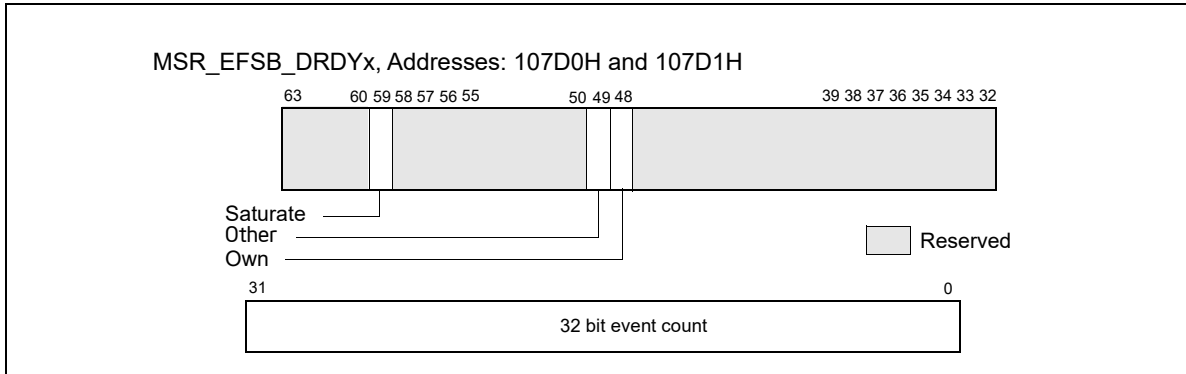 MSR_EFSB_DRDYx, Addresses: 107D0H and 107D1H
63 60 59 58 57 56 55 50 49 48 39 38 37 36 35 34 33 32
Saturate
Other
Own
Reserved
31 0
32 bit event count